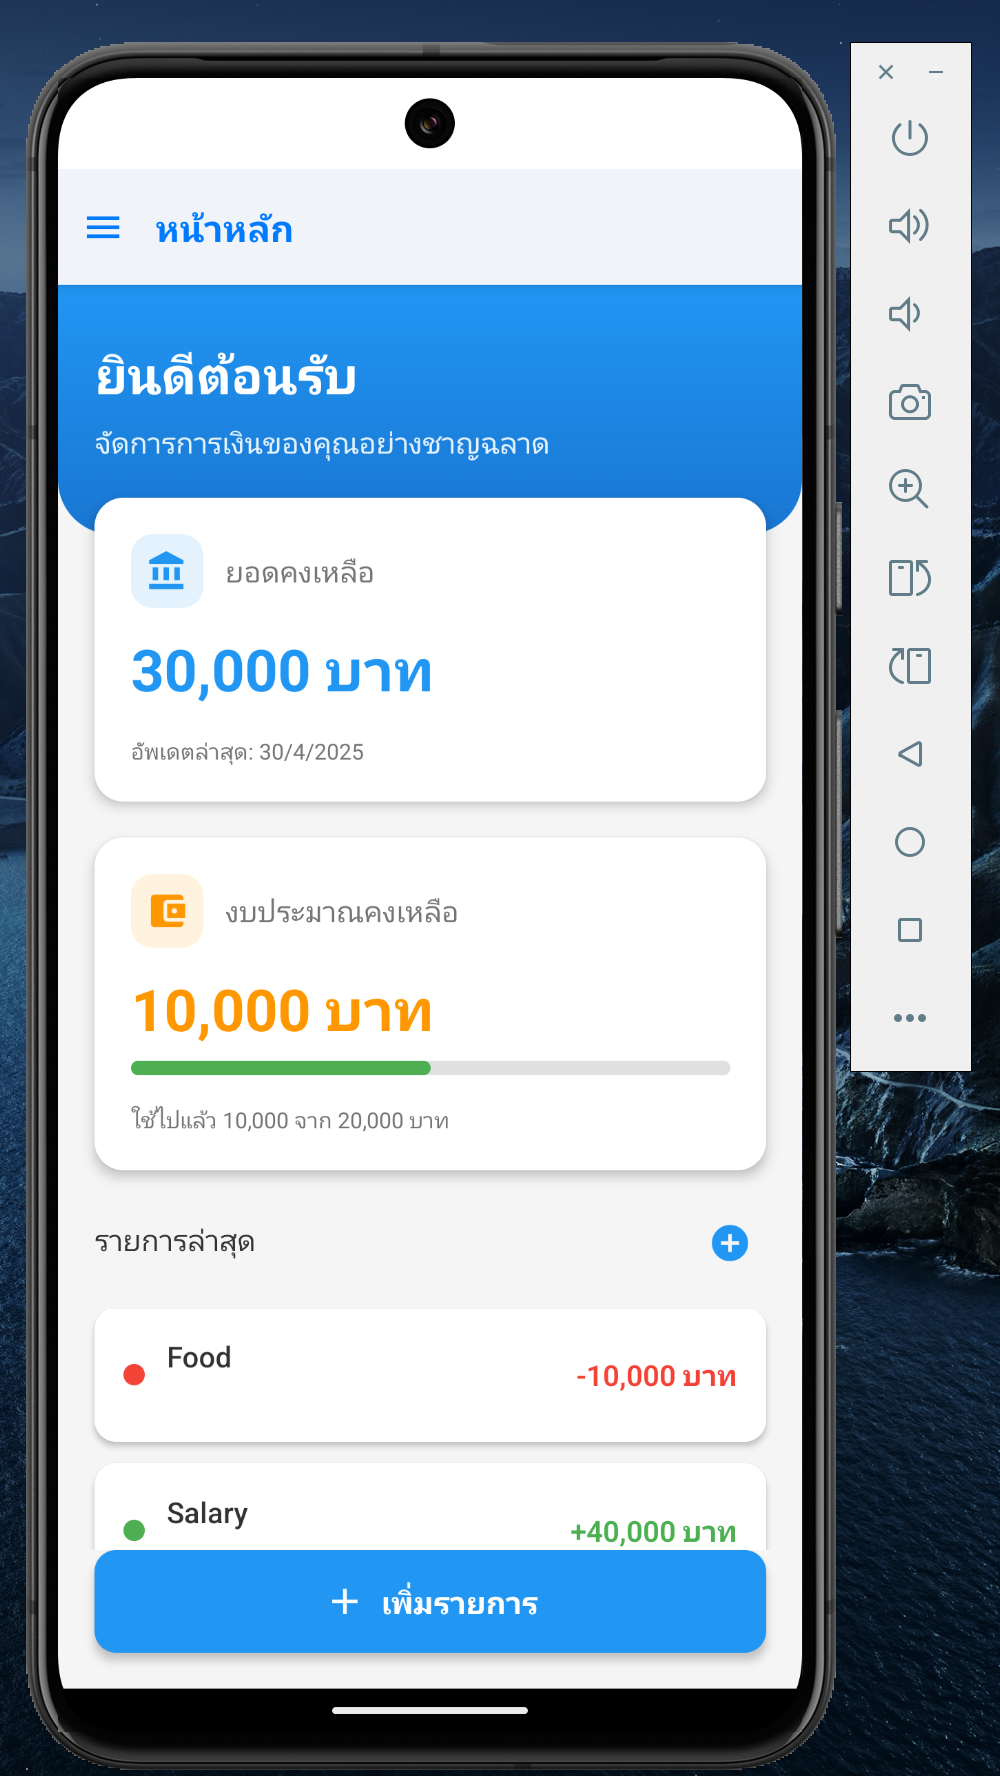 หน้าหลัก
ยินดีต้อนรับ
จัดการการเงินของคุณอย่างชาญฉลาด
ยอดคงเหลือ
30,000 บาท
อัพเดตล่าสุด: 30/4/2025
งบประมาณคงเหลือ
10,000 บาท
ใช้ไปแล้ว 10,000 จาก 20,000 บาท
รายการล่าสุด
Food
-10,000 บาท
Salary
+40,000 บาท
+ เพิ่มรายการ